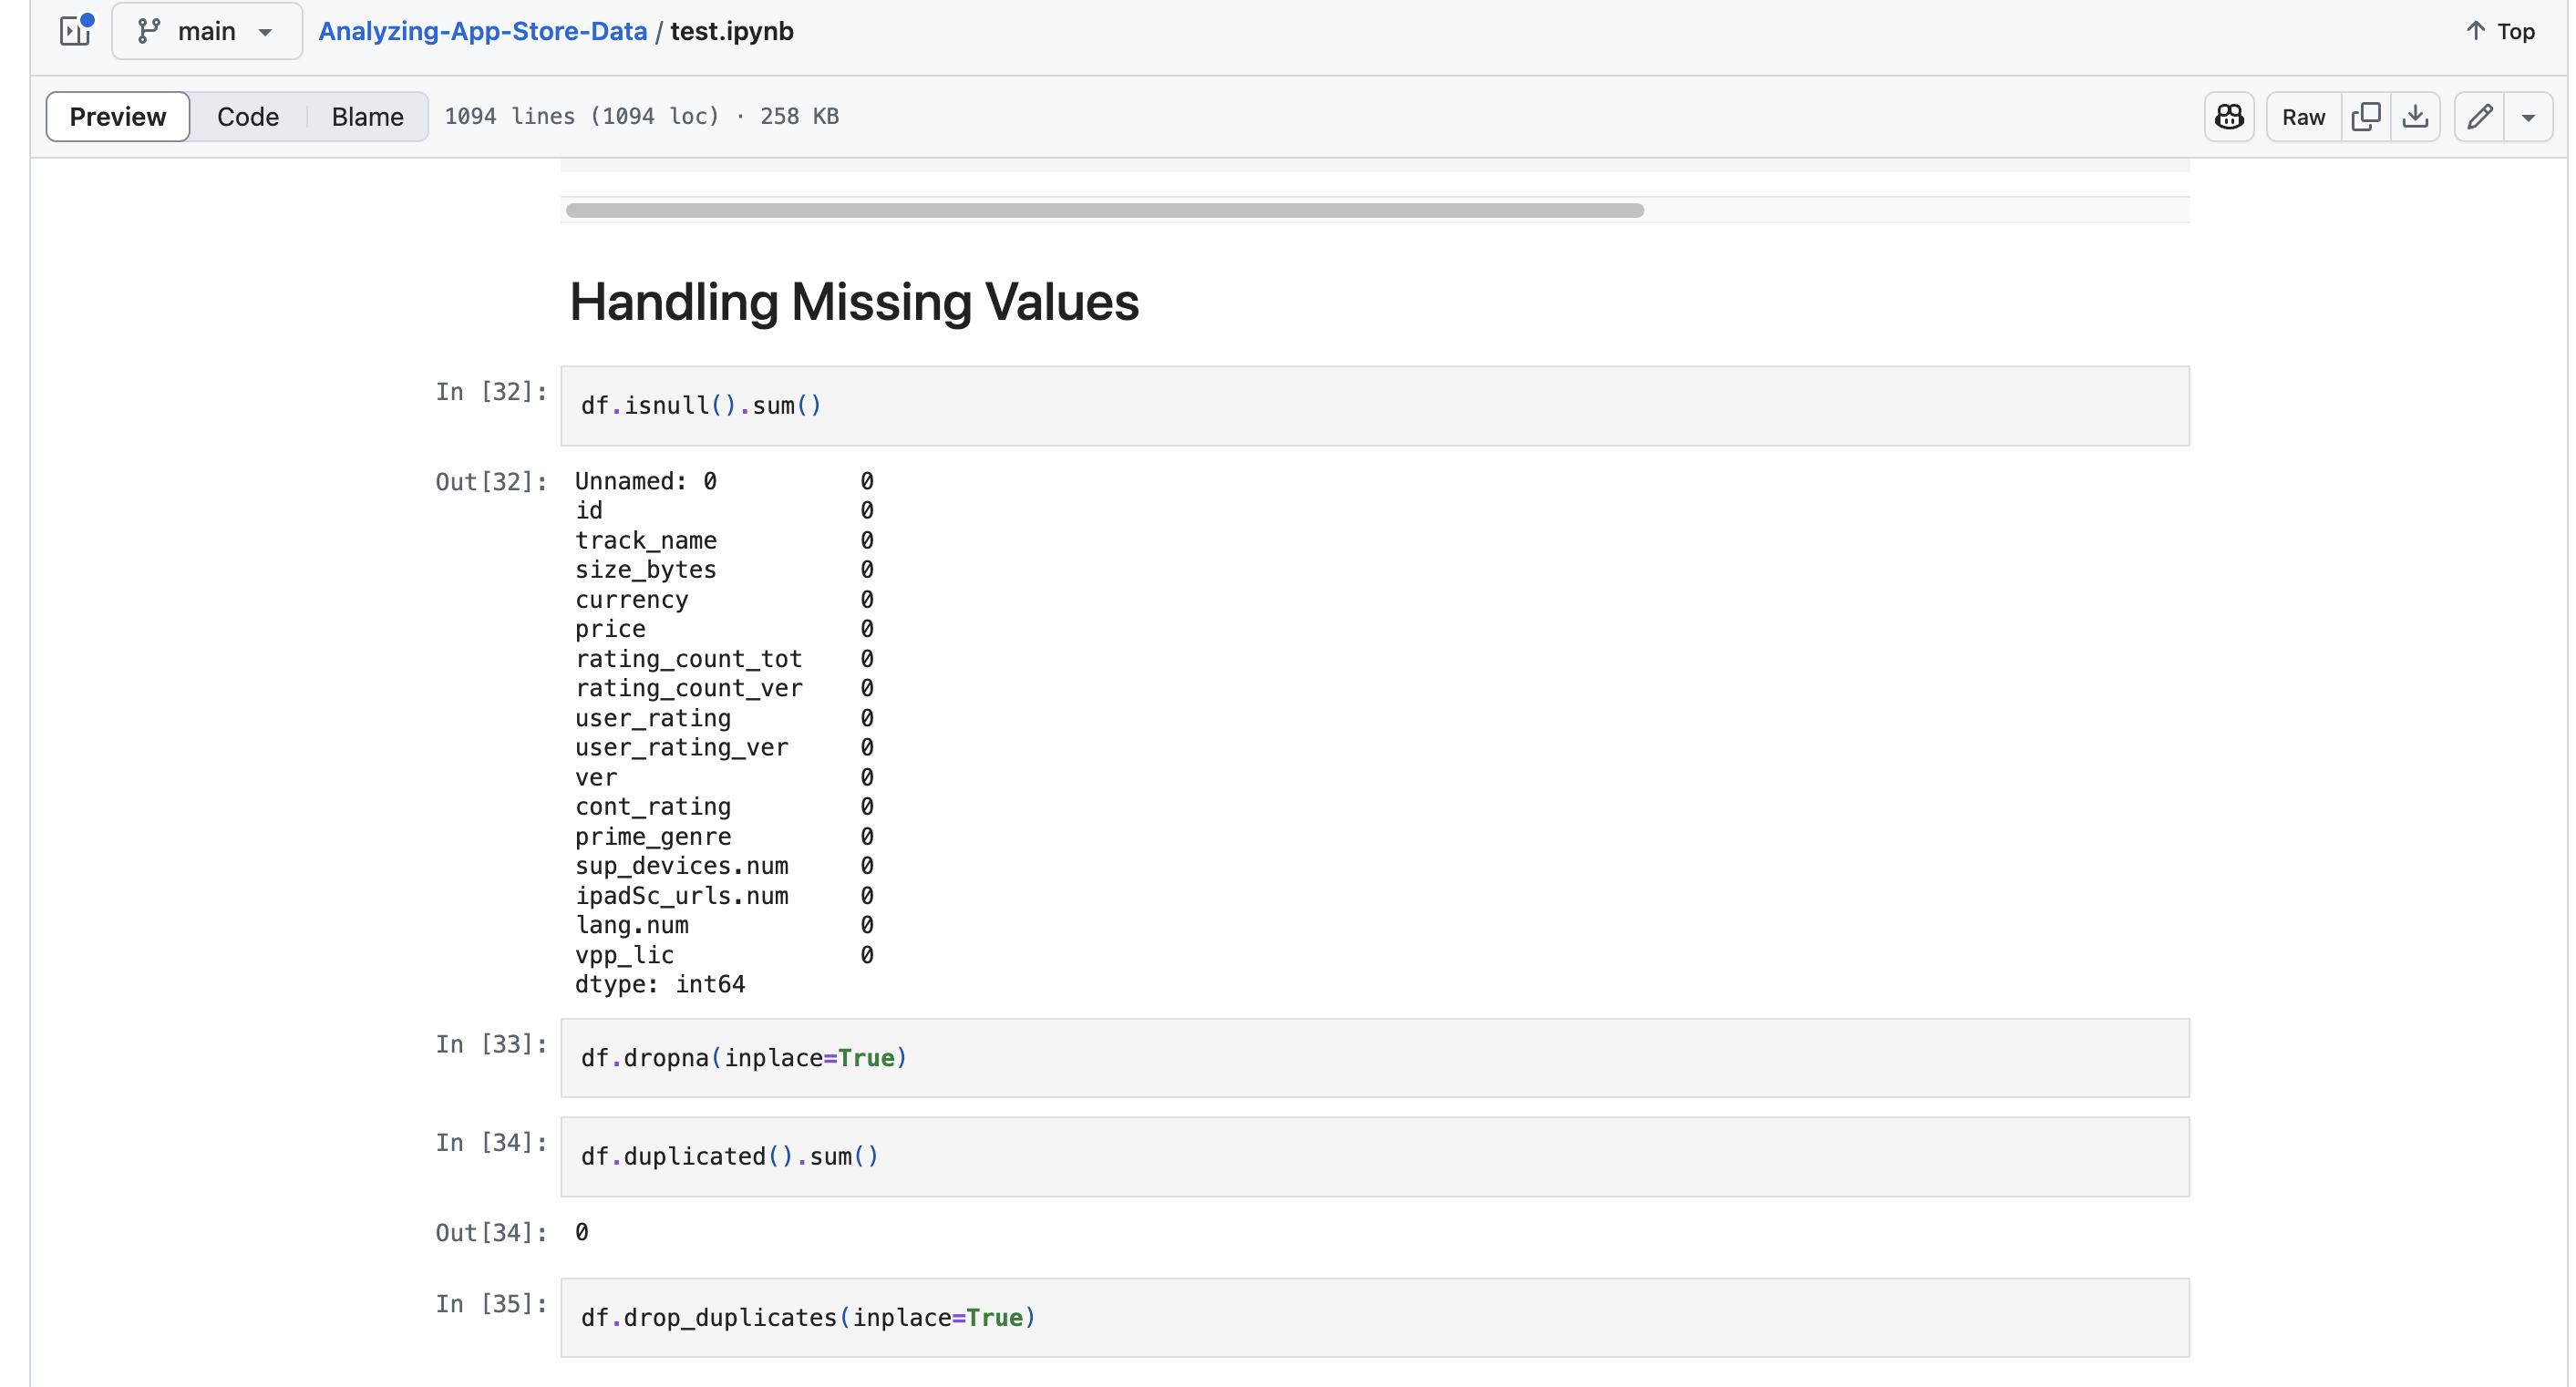 main
Analyzing-App-Store-Data / test.ipynb
Top
Preview Code Blame 1094 lines (1094 loc) · 258 KB
Raw
Handling Missing Values
In [32]:
df.isnull().sum()
Out[32]:
Unnamed: 0 0
id 0
track_name 0
size_bytes 0
currency 0
price 0
rating_count_tot 0
rating_count_ver 0
user_rating 0
user_rating_ver 0
ver 0
cont_rating 0
prime_genre 0
sup_devices.num 0
ipadSc_urls.num 0
lang.num 0
vpp_lic 0
dtype: int64
In [33]:
df.dropna(inplace=True)
In [34]:
df.duplicated().sum()
Out[34]:
0
In [35]:
df.drop_duplicates(inplace=True)